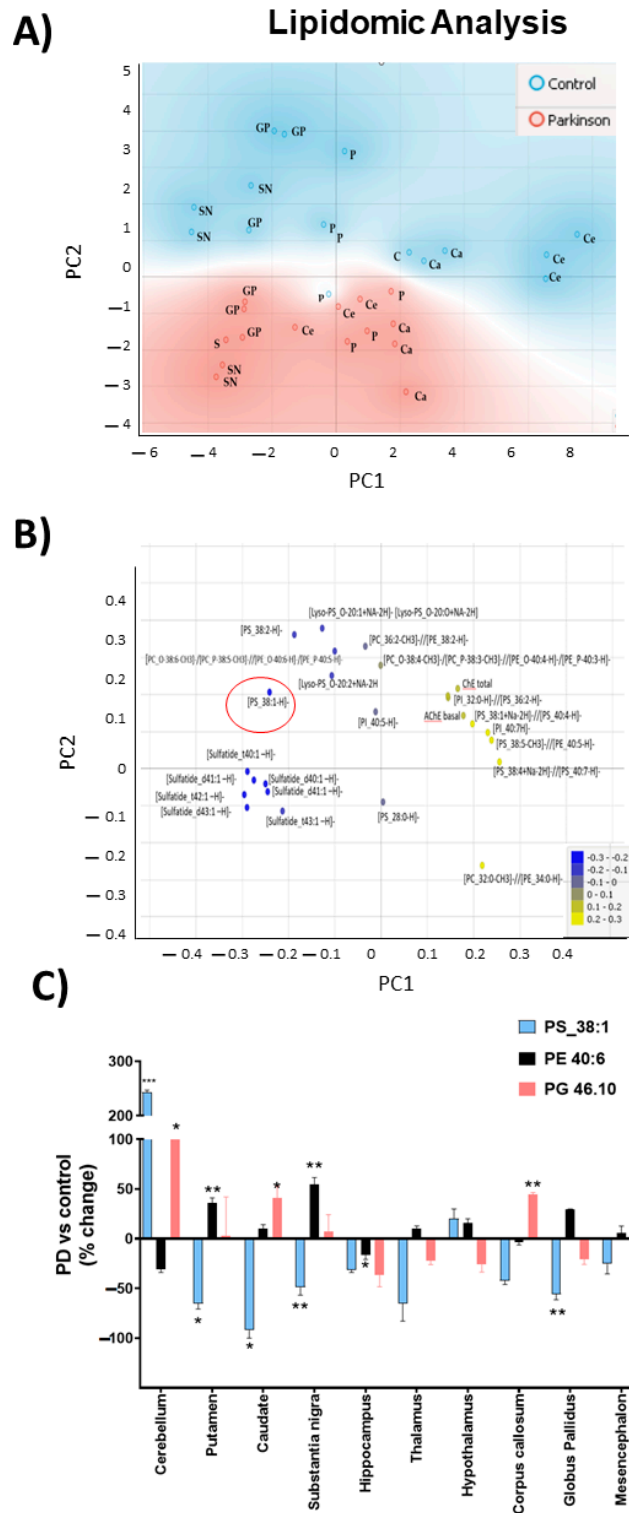 Lipidomic Analysis
A)
Control
Parkinson
PC2
5
4
3
2
1
0
−1
−2
−3
−4
GP GP P
SN
SN
GP P
SN P
C Ca Ca
Ce
Ce
Ce
GP P Ce P
GP
GP Ce P Ca
S P Ca
SN
SN
Ca
−6 −4 −2 0 2 4 6 8
PC1
B)
PC2
0.4
0.3
0.2
0.1
0
−0.1
−0.2
−0.3
−0.4
[Lyso-PS_O-20:1+NA-2H]- [Lyso-PS_O-20:O+NA-2H]
[PS_38:2-H]-
[PC_36:2-CH3]-//[PE_38:2-H]-
[PC_O-38:6-CH3]//[PC_P-38:5-CH3]-//[PE_O-40:6-H]-/[PE_P-40:5-H]-
[PC_O-38:4-CH3]-/[PC_P-38:3-CH3]-//[PE_O-40:4-H]-/[PE_P-40:3-H]-
[Lyso-PS_O-20:2+NA-2H
ChE total
[PS_38:1-H]-
[PI_32:0-H]-//[PS_36:2-H]-
[PI_40:5-H]-
AChE basal
[PS_38:1+Na-2H]-//[PS_40:4-H]-
[PI_40:7H]-
[PS_38:5-CH3]-//[PE_40:5-H]-
[PS_38:4+Na-2H]-//[PS_40:7-H]-
[Sulfatide_t40:1 −H]-
[Sulfatide_d41:1 −H]- [Sulfatide_d40:1 −H]-
[Sulfatide_t42:1 −H]- [Sulfatide_d41:1 −H]-
[Sulfatide_d43:1 −H]- [Sulfatide_t43:1 −H]-
[PS_28:0-H]-
[PC_32:0-CH3]-//[PE_34:0-H]-
-0.3 - -0.2
-0.2 - -0.1
-0.1 - 0
0 - 0.1
0.1 - 0.2
0.2 - 0.3
−0.4 −0.3 −0.2 −0.1 0 0.1 0.2 0.3 0.4
PC1
C)
PS_38:1
PE 40:6
PG 46.10
PD vs control
(% change)
300
200
100
50
0
−50
−100
*** * ** * ** **
* * ** * **
Cerebellum
Putamen
Caudate
Substantia nigra
Hippocampus
Thalamus
Hypothalamus
Corpus callosum
Globus Pallidus
Mesencephalon